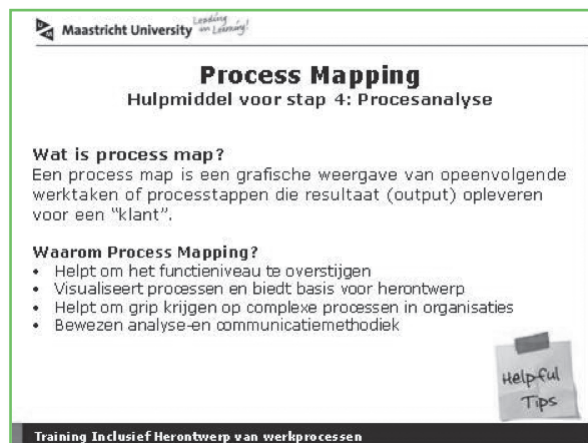 Maastricht University
Leading in Learning!
Process Mapping
Hulpmiddel voor stap 4: Procesanalyse
Wat is process map?
Een process map is een grafische weergave van opeenvolgende
werktaken of processtappen die resultaat (output) opleveren
voor een "klant".
Waarom Process Mapping?
• Helpt om het functieniveau te overstijgen
• Visualiseert processen en biedt basis voor herontwerp
• Helpt om grip krijgen op complexe processen in organisaties
• Bewezen analyse-en communicatiemethodiek
Helpful
Tips
Training Inclusief Herontwerp van werkprocessen